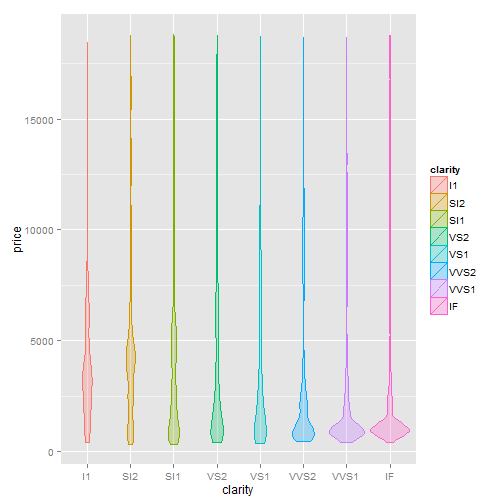 15000
10000
5000
0
price
I1 SI2 SI1 VS2 VS1 VVS2 VVS1 IF
clarity
clarity
I1
SI2
SI1
VS2
VS1
VVS2
VVS1
IF